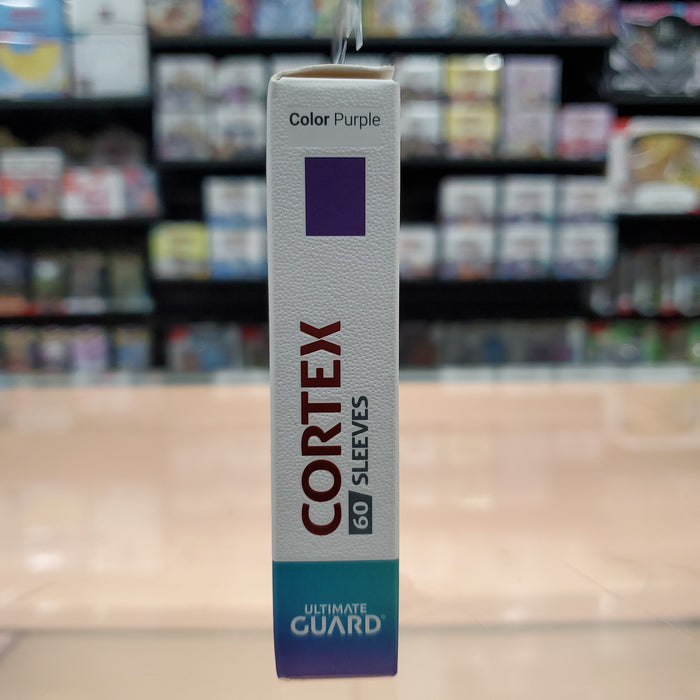 Color Purple
CORTEX
60 SLEEVES
ULTIMATE
GUARD®